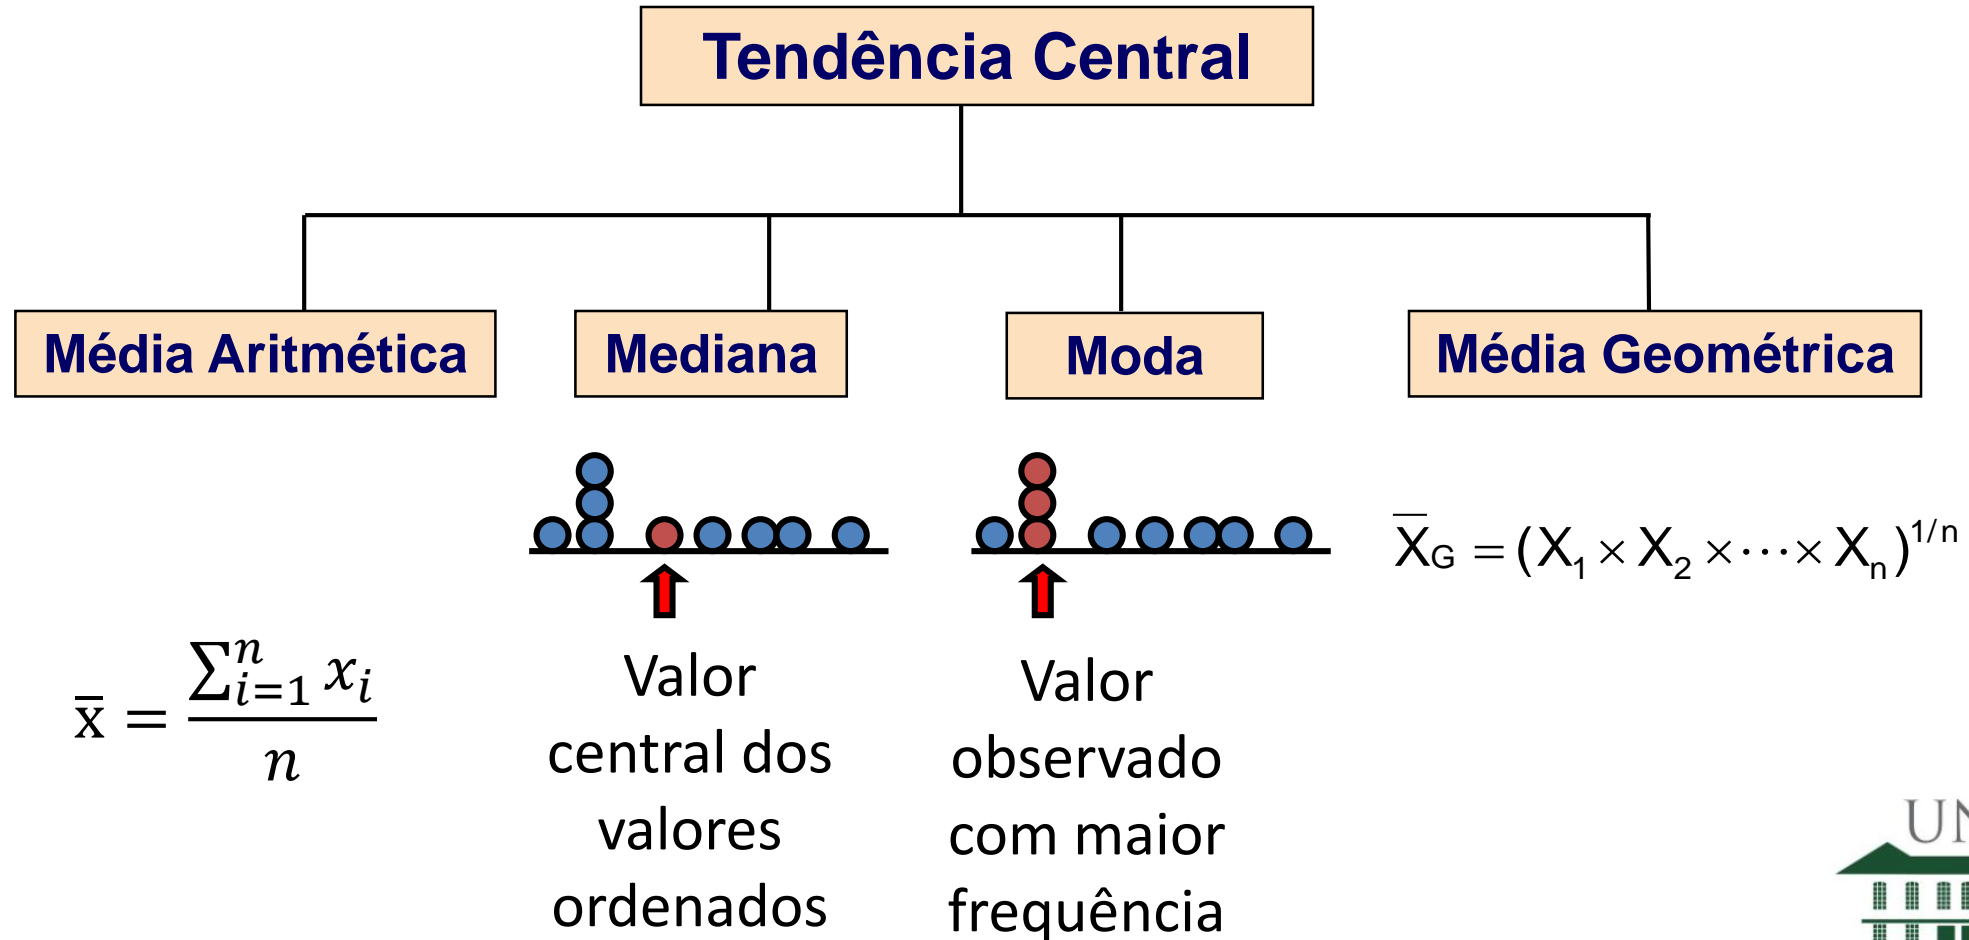 Tendência Central
Média Aritmética
Mediana
Moda
Média Geométrica
x̄ = ∑ⁿᵢ₌₁ xᵢ / n
Valor
central dos
valores
ordenados
Valor
observado
com maior
frequência
X̅G = (X₁ × X₂ × ⋯ × Xₙ)^1/n